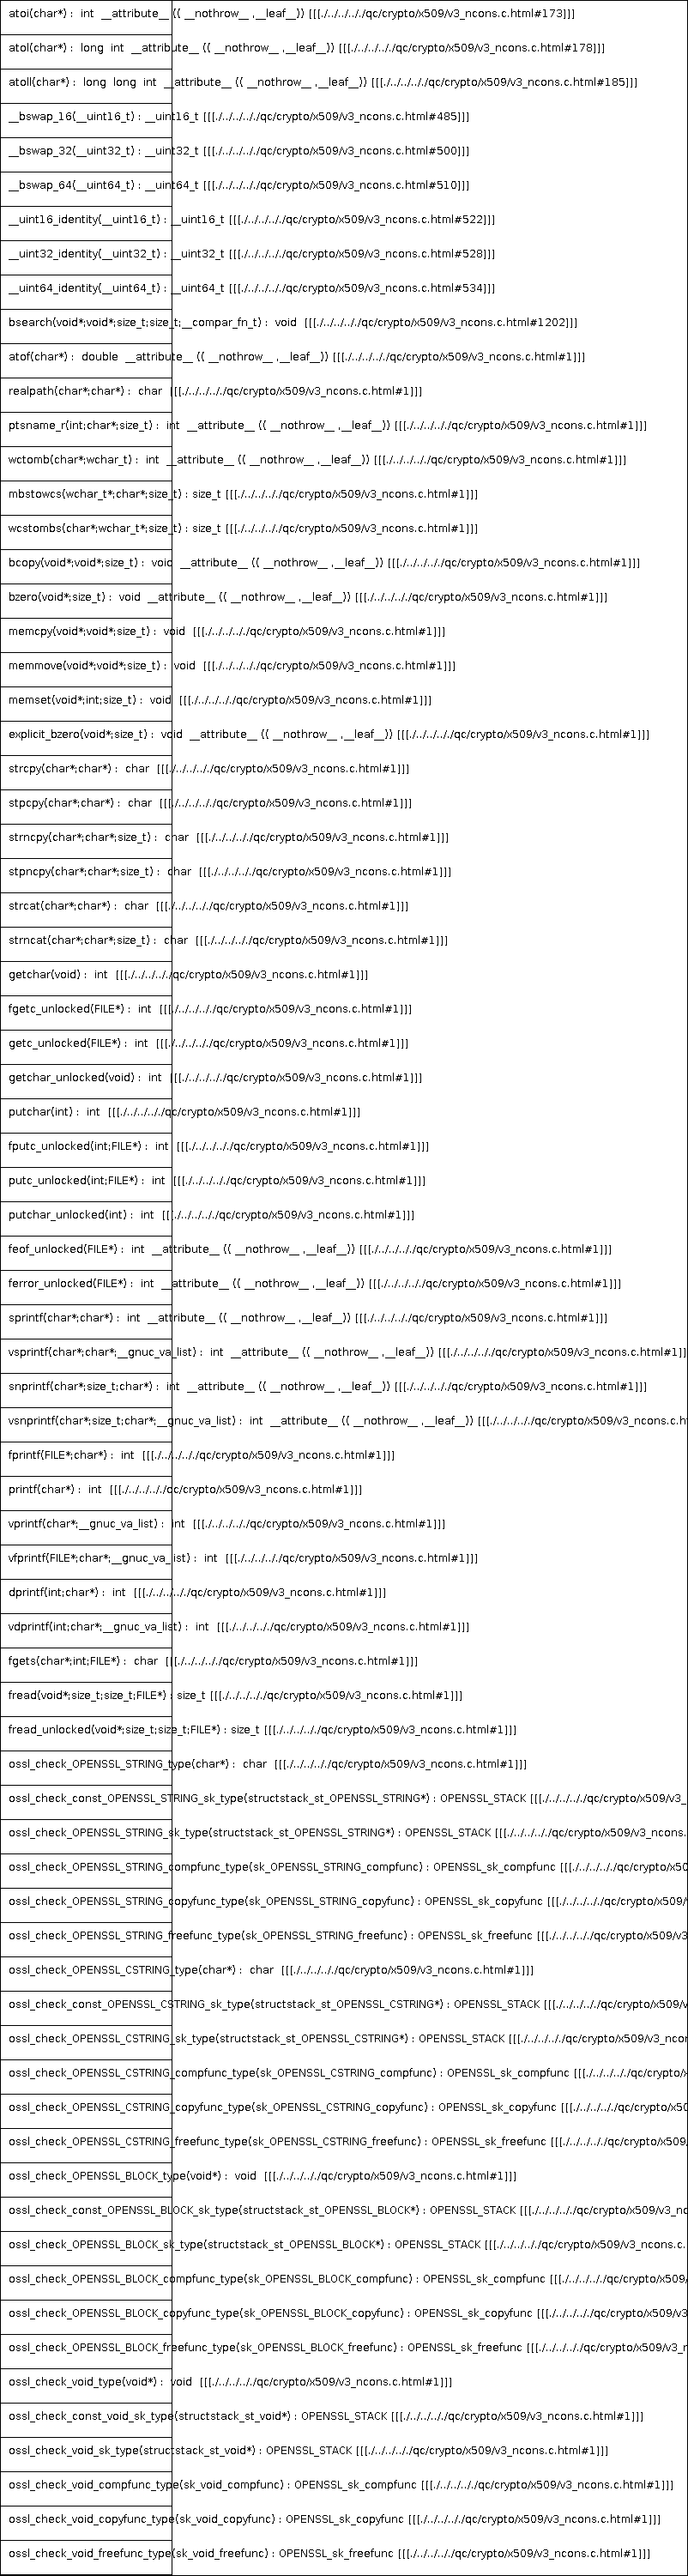 atoi(char*) :  int  __attribute__ (( __nothrow__ ,__leaf__)) [[[./../../../qc/crypto/x509/v3_ncons.c.html#173]]]
atol(char*) :  long  int  __attribute__ (( __nothrow__ ,__leaf__)) [[[./../../../qc/crypto/x509/v3_ncons.c.html#178]]]
atoll(char*) :  long  long  int  __attribute__ (( __nothrow__ ,__leaf__)) [[[./../../../qc/crypto/x509/v3_ncons.c.html#185]]]
__bswap_16(__uint16_t) : __uint16_t [[[./../../../qc/crypto/x509/v3_ncons.c.html#485]]]
__bswap_32(__uint32_t) : __uint32_t [[[./../../../qc/crypto/x509/v3_ncons.c.html#500]]]
__bswap_64(__uint64_t) : __uint64_t [[[./../../../qc/crypto/x509/v3_ncons.c.html#510]]]
__uint16_identity(__uint16_t) : __uint16_t [[[./../../../qc/crypto/x509/v3_ncons.c.html#522]]]
__uint32_identity(__uint32_t) : __uint32_t [[[./../../../qc/crypto/x509/v3_ncons.c.html#528]]]
__uint64_identity(__uint64_t) : __uint64_t [[[./../../../qc/crypto/x509/v3_ncons.c.html#534]]]
bsearch(void*;void*;size_t;size_t;__compar_fn_t) :  void  [[[./../../../qc/crypto/x509/v3_ncons.c.html#1202]]]
atof(char*) :  double  __attribute__ (( __nothrow__ ,__leaf__)) [[[./../../../qc/crypto/x509/v3_ncons.c.html#1]]]
realpath(char*;char*) :  char  [[[./../../../qc/crypto/x509/v3_ncons.c.html#1]]]
ptsname_r(int;char*;size_t) :  int  __attribute__ (( __nothrow__ ,__leaf__)) [[[./../../../qc/crypto/x509/v3_ncons.c.html#1]]]
wctomb(char*;wchar_t) :  int  __attribute__ (( __nothrow__ ,__leaf__)) [[[./../../../qc/crypto/x509/v3_ncons.c.html#1]]]
mbstowcs(wchar_t*;char*;size_t) : size_t [[[./../../../qc/crypto/x509/v3_ncons.c.html#1]]]
wcstombs(char*;wchar_t*;size_t) : size_t [[[./../../../qc/crypto/x509/v3_ncons.c.html#1]]]
bcopy(void*;void*;size_t) :  void  __attribute__ (( __nothrow__ ,__leaf__)) [[[./../../../qc/crypto/x509/v3_ncons.c.html#1]]]
bzero(void*;size_t) :  void  __attribute__ (( __nothrow__ ,__leaf__)) [[[./../../../qc/crypto/x509/v3_ncons.c.html#1]]]
memcpy(void*;void*;size_t) :  void  [[[./../../../qc/crypto/x509/v3_ncons.c.html#1]]]
memmove(void*;void*;size_t) :  void  [[[./../../../qc/crypto/x509/v3_ncons.c.html#1]]]
memset(void*;int;size_t) :  void  [[[./../../../qc/crypto/x509/v3_ncons.c.html#1]]]
explicit_bzero(void*;size_t) :  void  __attribute__ (( __nothrow__ ,__leaf__)) [[[./../../../qc/crypto/x509/v3_ncons.c.html#1]]]
strcpy(char*;char*) :  char  [[[./../../../qc/crypto/x509/v3_ncons.c.html#1]]]
stpcpy(char*;char*) :  char  [[[./../../../qc/crypto/x509/v3_ncons.c.html#1]]]
strncpy(char*;char*;size_t) :  char  [[[./../../../qc/crypto/x509/v3_ncons.c.html#1]]]
stpncpy(char*;char*;size_t) :  char  [[[./../../../qc/crypto/x509/v3_ncons.c.html#1]]]
strcat(char*;char*) :  char  [[[./../../../qc/crypto/x509/v3_ncons.c.html#1]]]
strncat(char*;char*;size_t) :  char  [[[./../../../qc/crypto/x509/v3_ncons.c.html#1]]]
getchar(void) :  int  [[[./../../../qc/crypto/x509/v3_ncons.c.html#1]]]
fgetc_unlocked(FILE*) :  int  [[[./../../../qc/crypto/x509/v3_ncons.c.html#1]]]
getc_unlocked(FILE*) :  int  [[[./../../../qc/crypto/x509/v3_ncons.c.html#1]]]
getchar_unlocked(void) :  int  [[[./../../../qc/crypto/x509/v3_ncons.c.html#1]]]
putchar(int) :  int  [[[./../../../qc/crypto/x509/v3_ncons.c.html#1]]]
fputc_unlocked(int;FILE*) :  int  [[[./../../../qc/crypto/x509/v3_ncons.c.html#1]]]
putc_unlocked(int;FILE*) :  int  [[[./../../../qc/crypto/x509/v3_ncons.c.html#1]]]
putchar_unlocked(int) :  int  [[[./../../../qc/crypto/x509/v3_ncons.c.html#1]]]
feof_unlocked(FILE*) :  int  __attribute__ (( __nothrow__ ,__leaf__)) [[[./../../../qc/crypto/x509/v3_ncons.c.html#1]]]
ferror_unlocked(FILE*) :  int  __attribute__ (( __nothrow__ ,__leaf__)) [[[./../../../qc/crypto/x509/v3_ncons.c.html#1]]]
sprintf(char*;char*) :  int  __attribute__ (( __nothrow__ ,__leaf__)) [[[./../../../qc/crypto/x509/v3_ncons.c.html#1]]]
vsprintf(char*;char*;__gnuc_va_list) :  int  __attribute__ (( __nothrow__ ,__leaf__)) [[[./../../../qc/crypto/x509/v3_ncons.c.html#1]]
snprintf(char*;size_t;char*) :  int  __attribute__ (( __nothrow__ ,__leaf__)) [[[./../../../qc/crypto/x509/v3_ncons.c.html#1]]]
vsnprintf(char*;size_t;char*;__gnuc_va_list) :  int  __attribute__ (( __nothrow__ ,__leaf__)) [[[./../../../qc/crypto/x509/v3_ncons.c.ht
fprintf(FILE*;char*) :  int  [[[./../../../qc/crypto/x509/v3_ncons.c.html#1]]]
printf(char*) :  int  [[[./../../../qc/crypto/x509/v3_ncons.c.html#1]]]
vprintf(char*;__gnuc_va_list) :  int  [[[./../../../qc/crypto/x509/v3_ncons.c.html#1]]]
vfprintf(FILE*;char*;__gnuc_va_list) :  int  [[[./../../../qc/crypto/x509/v3_ncons.c.html#1]]]
dprintf(int;char*) :  int  [[[./../../../qc/crypto/x509/v3_ncons.c.html#1]]]
vdprintf(int;char*;__gnuc_va_list) :  int  [[[./../../../qc/crypto/x509/v3_ncons.c.html#1]]]
fgets(char*;int;FILE*) :  char  [[[./../../../qc/crypto/x509/v3_ncons.c.html#1]]]
fread(void*;size_t;size_t;FILE*) : size_t [[[./../../../qc/crypto/x509/v3_ncons.c.html#1]]]
fread_unlocked(void*;size_t;size_t;FILE*) : size_t [[[./../../../qc/crypto/x509/v3_ncons.c.html#1]]]
ossl_check_OPENSSL_STRING_type(char*) :  char  [[[./../../../qc/crypto/x509/v3_ncons.c.html#1]]]
ossl_check_const_OPENSSL_STRING_sk_type(structstack_st_OPENSSL_STRING*) : OPENSSL_STACK [[[./../../../qc/crypto/x509/v3_
ossl_check_OPENSSL_STRING_sk_type(structstack_st_OPENSSL_STRING*) : OPENSSL_STACK [[[./../../../qc/crypto/x509/v3_ncons.
ossl_check_OPENSSL_STRING_compfunc_type(sk_OPENSSL_STRING_compfunc) : OPENSSL_sk_compfunc [[[./../../../qc/crypto/x50
ossl_check_OPENSSL_STRING_copyfunc_type(sk_OPENSSL_STRING_copyfunc) : OPENSSL_sk_copyfunc [[[./../../../qc/crypto/x509/
ossl_check_OPENSSL_STRING_freefunc_type(sk_OPENSSL_STRING_freefunc) : OPENSSL_sk_freefunc [[[./../../../qc/crypto/x509/v3
ossl_check_OPENSSL_CSTRING_type(char*) :  char  [[[./../../../qc/crypto/x509/v3_ncons.c.html#1]]]
ossl_check_const_OPENSSL_CSTRING_sk_type(structstack_st_OPENSSL_CSTRING*) : OPENSSL_STACK [[[./../../../qc/crypto/x509/v
ossl_check_OPENSSL_CSTRING_sk_type(structstack_st_OPENSSL_CSTRING*) : OPENSSL_STACK [[[./../../../qc/crypto/x509/v3_ncon
ossl_check_OPENSSL_CSTRING_compfunc_type(sk_OPENSSL_CSTRING_compfunc) : OPENSSL_sk_compfunc [[[./../../../qc/crypto/x
ossl_check_OPENSSL_CSTRING_copyfunc_type(sk_OPENSSL_CSTRING_copyfunc) : OPENSSL_sk_copyfunc [[[./../../../qc/crypto/x50
ossl_check_OPENSSL_CSTRING_freefunc_type(sk_OPENSSL_CSTRING_freefunc) : OPENSSL_sk_freefunc [[[./../../../qc/crypto/x509/
ossl_check_OPENSSL_BLOCK_type(void*) :  void  [[[./../../../qc/crypto/x509/v3_ncons.c.html#1]]]
ossl_check_const_OPENSSL_BLOCK_sk_type(structstack_st_OPENSSL_BLOCK*) : OPENSSL_STACK [[[./../../../qc/crypto/x509/v3_nc
ossl_check_OPENSSL_BLOCK_sk_type(structstack_st_OPENSSL_BLOCK*) : OPENSSL_STACK [[[./../../../qc/crypto/x509/v3_ncons.c.
ossl_check_OPENSSL_BLOCK_compfunc_type(sk_OPENSSL_BLOCK_compfunc) : OPENSSL_sk_compfunc [[[./../../../qc/crypto/x509/
ossl_check_OPENSSL_BLOCK_copyfunc_type(sk_OPENSSL_BLOCK_copyfunc) : OPENSSL_sk_copyfunc [[[./../../../qc/crypto/x509/v3
ossl_check_OPENSSL_BLOCK_freefunc_type(sk_OPENSSL_BLOCK_freefunc) : OPENSSL_sk_freefunc [[[./../../../qc/crypto/x509/v3_n
ossl_check_void_type(void*) :  void  [[[./../../../qc/crypto/x509/v3_ncons.c.html#1]]]
ossl_check_const_void_sk_type(structstack_st_void*) : OPENSSL_STACK [[[./../../../qc/crypto/x509/v3_ncons.c.html#1]]]
ossl_check_void_sk_type(structstack_st_void*) : OPENSSL_STACK [[[./../../../qc/crypto/x509/v3_ncons.c.html#1]]]
ossl_check_void_compfunc_type(sk_void_compfunc) : OPENSSL_sk_compfunc [[[./../../../qc/crypto/x509/v3_ncons.c.html#1]]]
ossl_check_void_copyfunc_type(sk_void_copyfunc) : OPENSSL_sk_copyfunc [[[./../../../qc/crypto/x509/v3_ncons.c.html#1]]]
ossl_check_void_freefunc_type(sk_void_freefunc) : OPENSSL_sk_freefunc [[[./../../../qc/crypto/x509/v3_ncons.c.html#1]]]